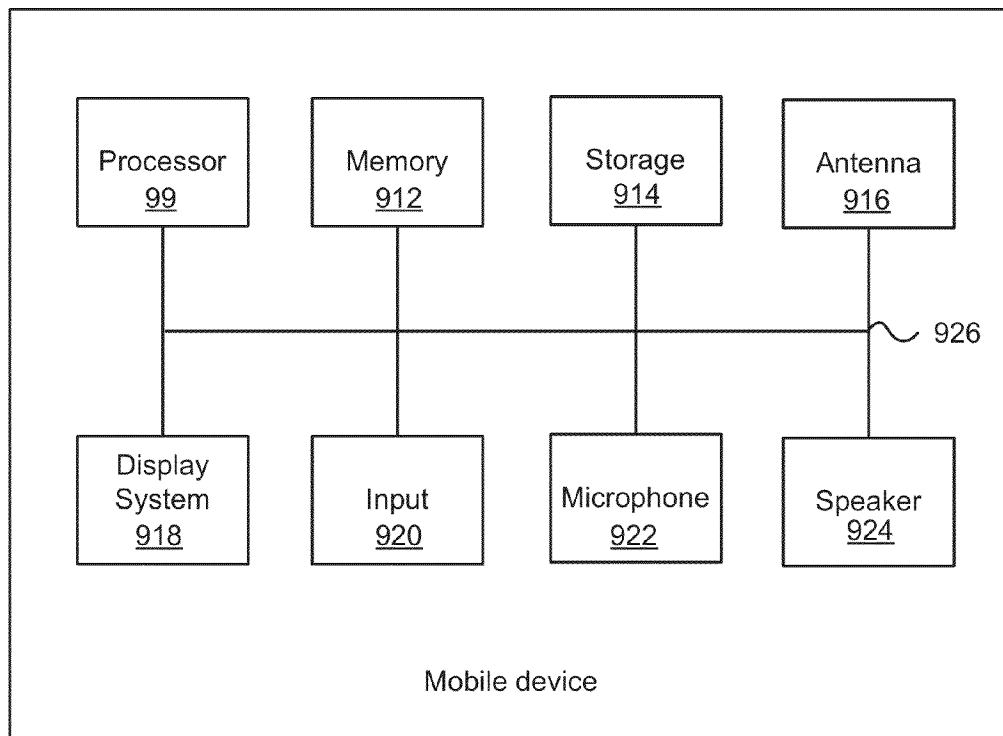 Processor
99
Memory
912
Storage
914
Antenna
916
926
Display
System
918
Input
920
Microphone
922
Speaker
924
Mobile device